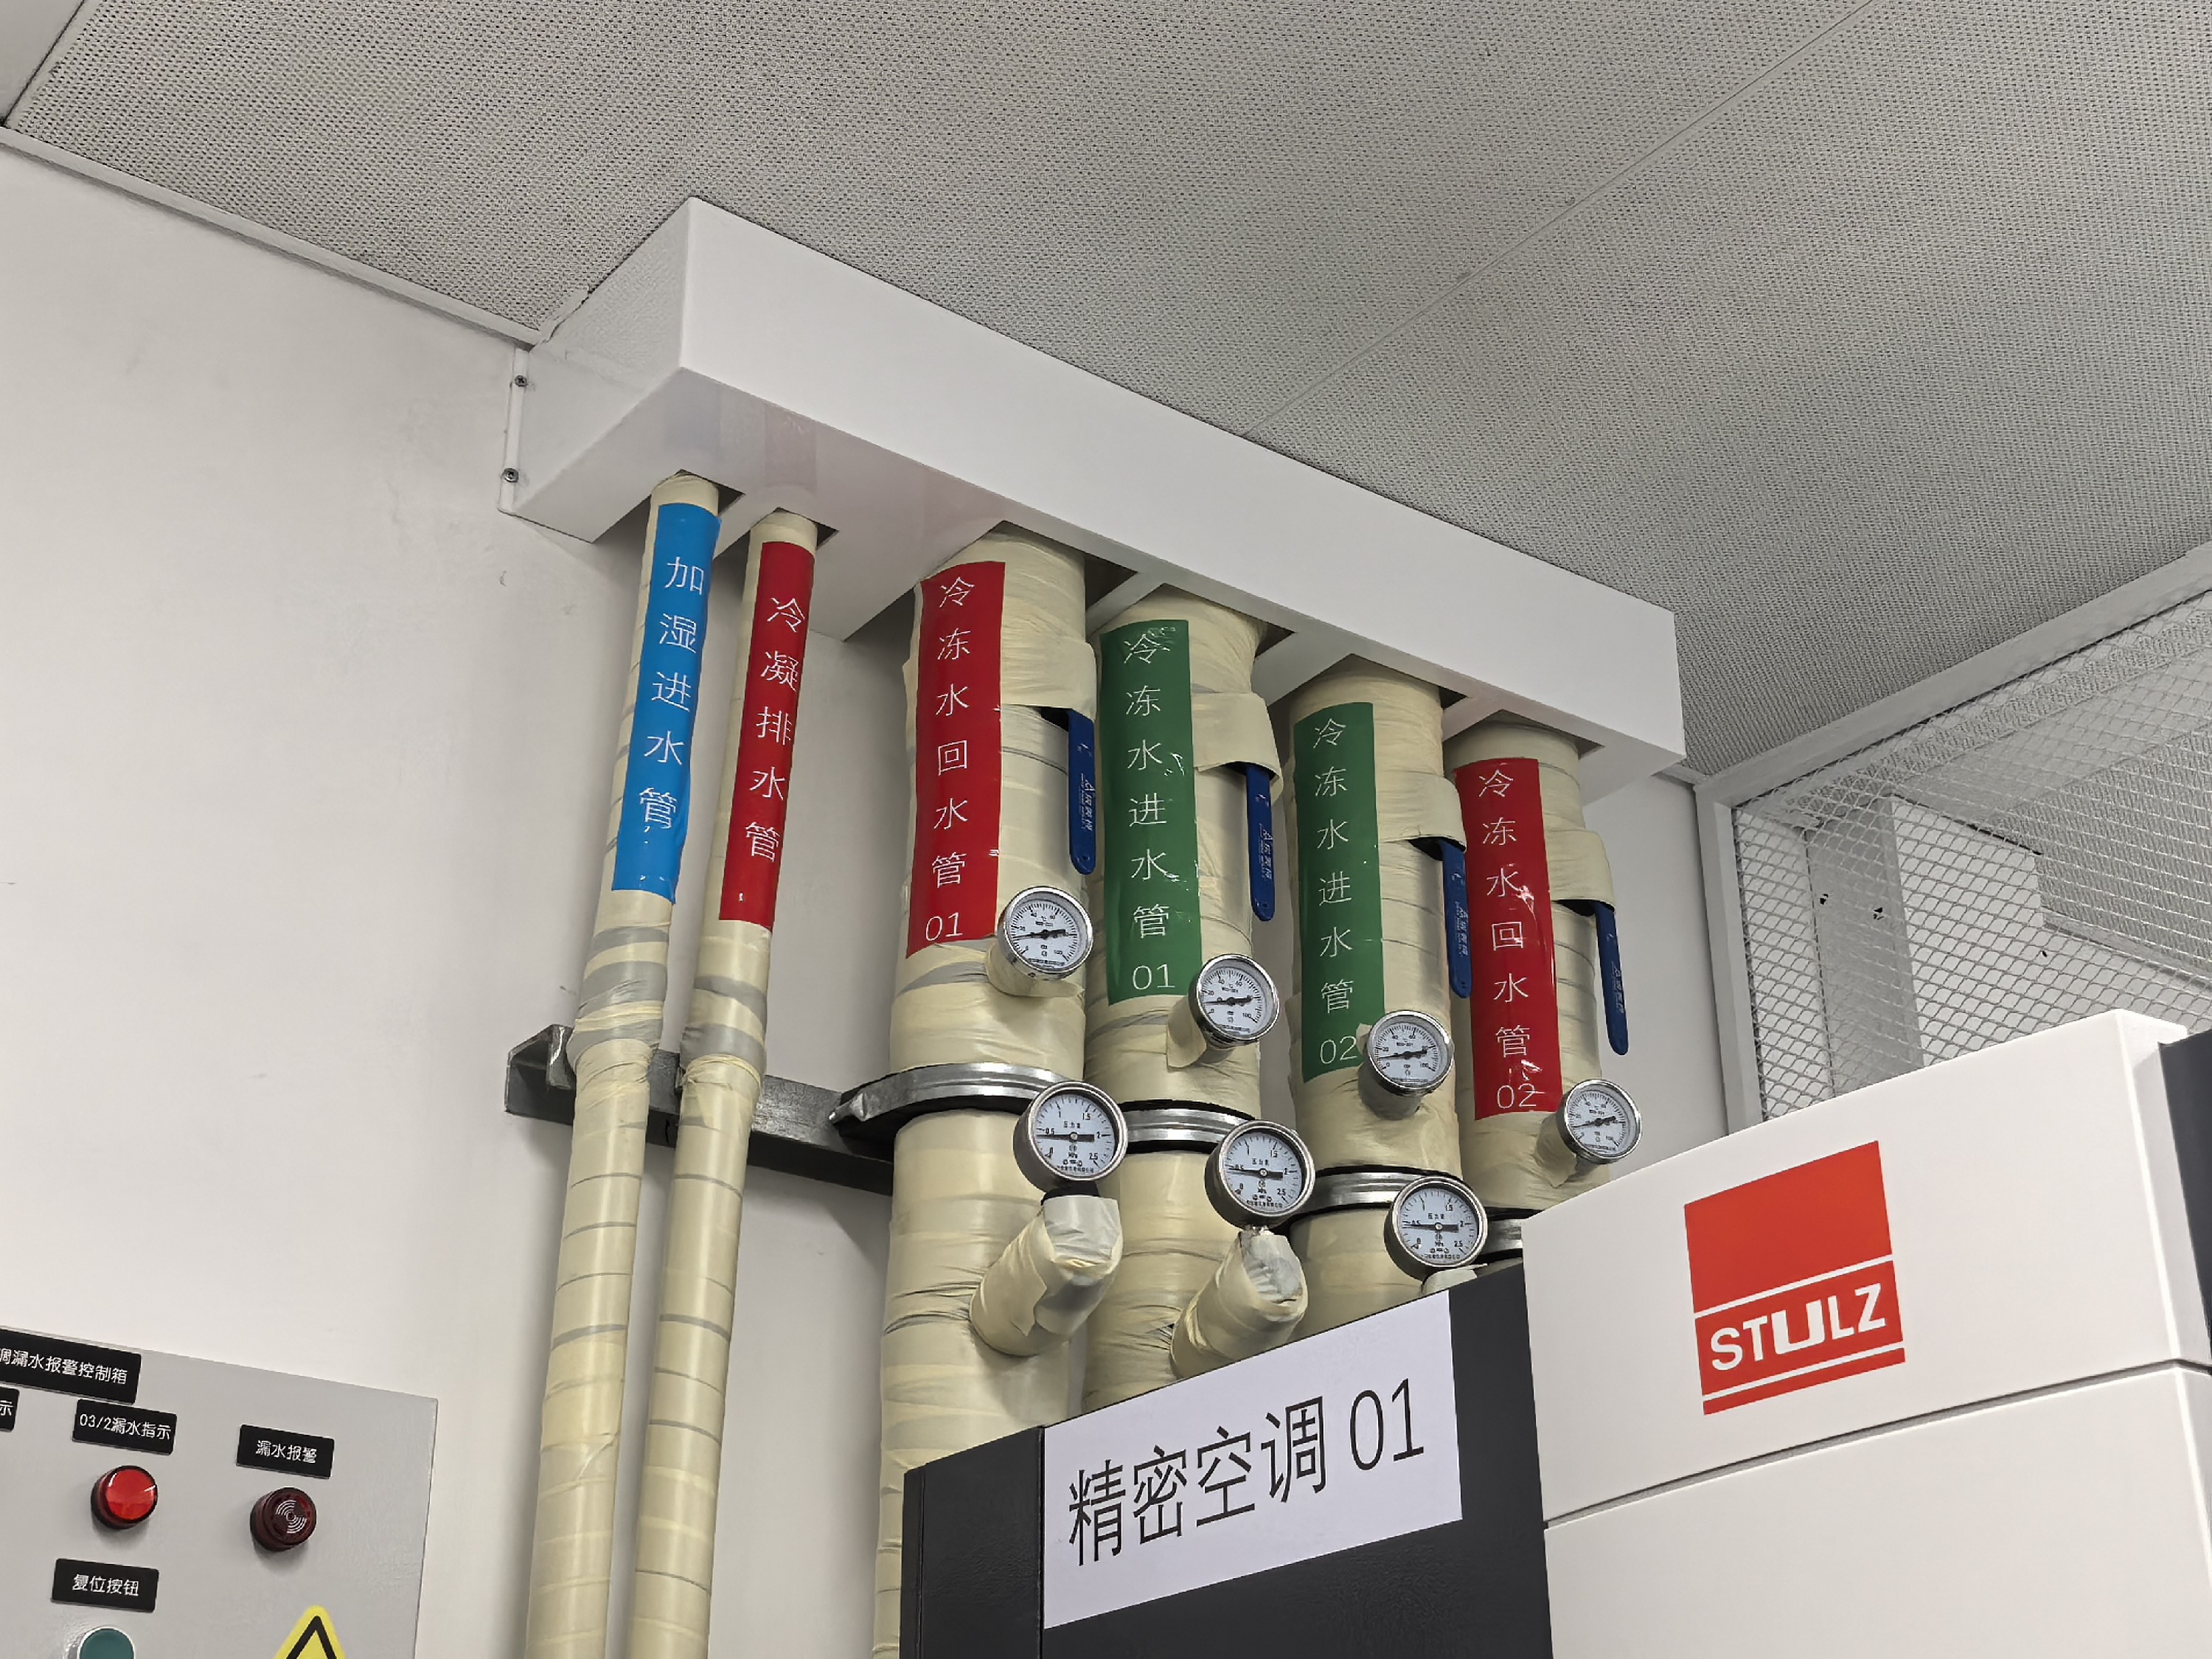 加湿进水管
冷凝排水管
冷冻水回水管01
冷冻水进水管01
冷冻水进水管02
冷冻水回水管02
STULZ
精密空调 01
调漏水报警控制箱
示
03/2漏水指示
漏水报警
复位按钮